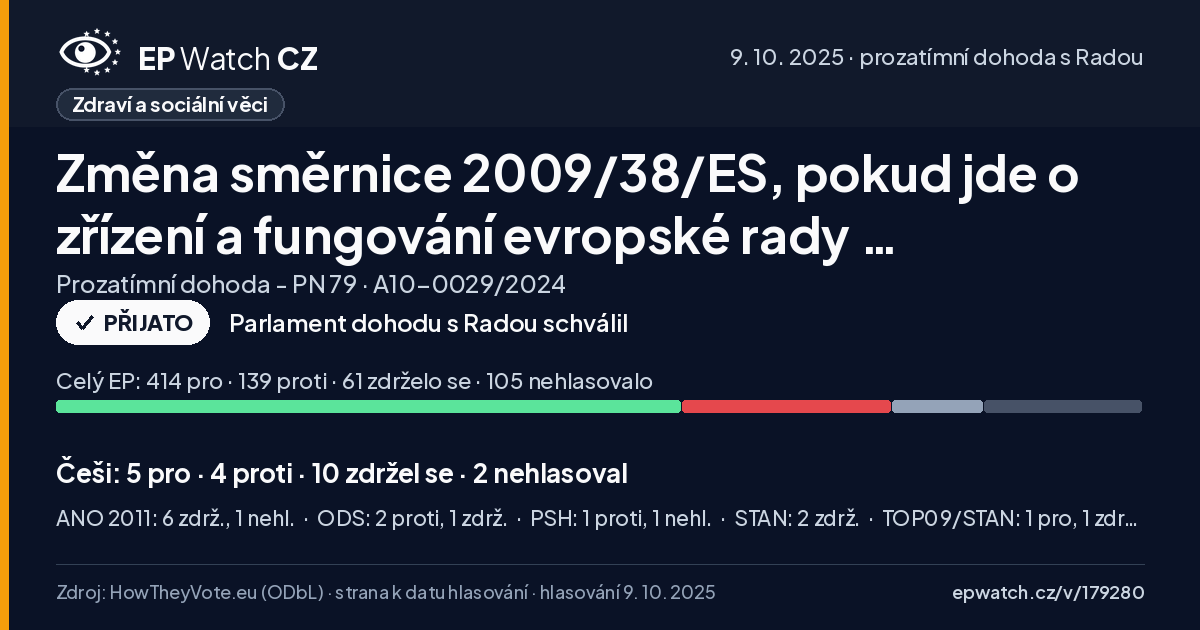 EP Watch CZ
9. 10. 2025 · prozatímní dohoda s Radou
Zdraví a sociální věci
Změna směrnice 2009/38/ES, pokud jde o
zřízení a fungování evropské rady …
Prozatímní dohoda - PN 79 · A10–0029/2024
✓ PŘIJATO Parlament dohodu s Radou schválil
Celý EP: 414 pro · 139 proti · 61 zdrželo se · 105 nehlasovalo
Češi: 5 pro · 4 proti · 10 zdržel se · 2 nehlasoval
ANO 2011: 6 zdrž., 1 nehl. · ODS: 2 proti, 1 zdrž. · PSH: 1 proti, 1 nehl. · STAN: 2 zdrž. · TOP09/STAN: 1 pro, 1 zdr…
Zdroj: HowTheyVote.eu (ODbL) · strana k datu hlasování · hlasování 9. 10. 2025
epwatch.cz/v/179280